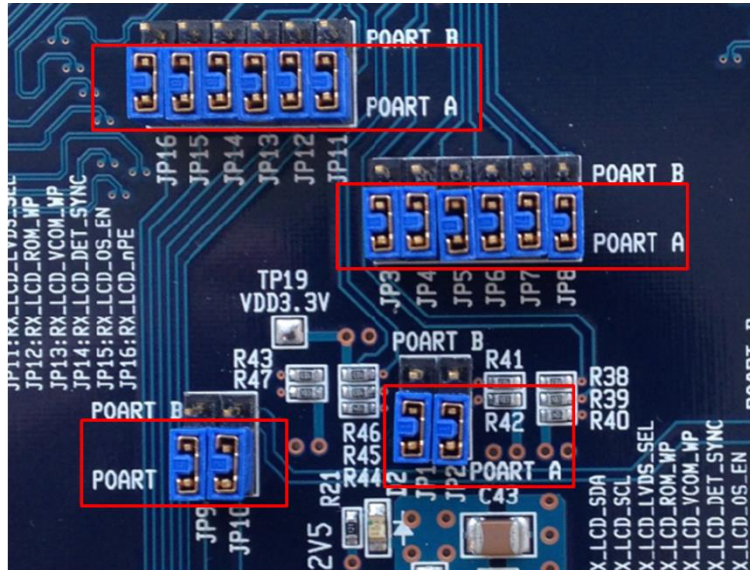 POART B
POART A
JP16
JP15
JP14
JP13
JP12
JP11
POART B
POART A
JP3
JP4
JP5
JP6
JP7
JP8
JP12:RX_LCD_ROM_WP
JP13:RX_LCD_VCOM_WP
JP14:RX_LCD_DET_SYNC
JP15:RX_LCD_OS_EN
JP16:RX_LCD_nPE
TP19
VDD3.3V
POART B
R43
R47
R41
R42
R38
R39
R40
R46
R45
R44
POART B
POART
JP9
JP10
JP1
JP2
POART A
R21
2V5
C43
X_LCD_SDA
X_LCD_SCL
X_LCD_LVDS_SEL
X_LCD_ROM_WP
X_LCD_VCOM_WP
X_LCD_DET_SYNC
X_LCD_OS_EN